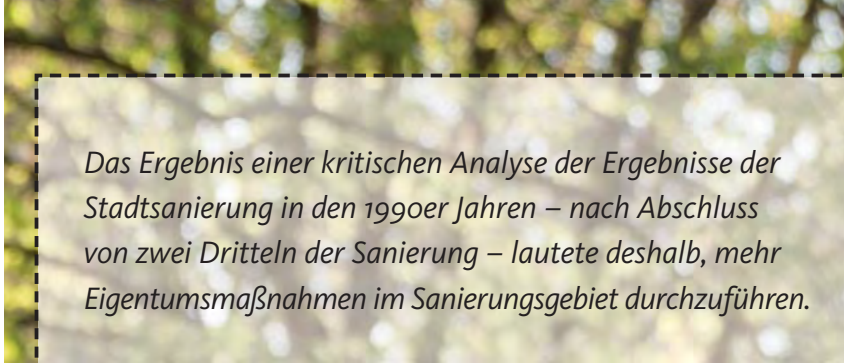 Das Ergebnis einer kritischen Analyse der Ergebnisse der
Stadtsanierung in den 1990er Jahren – nach Abschluss
von zwei Dritteln der Sanierung – lautete deshalb, mehr
Eigentumsmaßnahmen im Sanierungsgebiet durchzuführen.